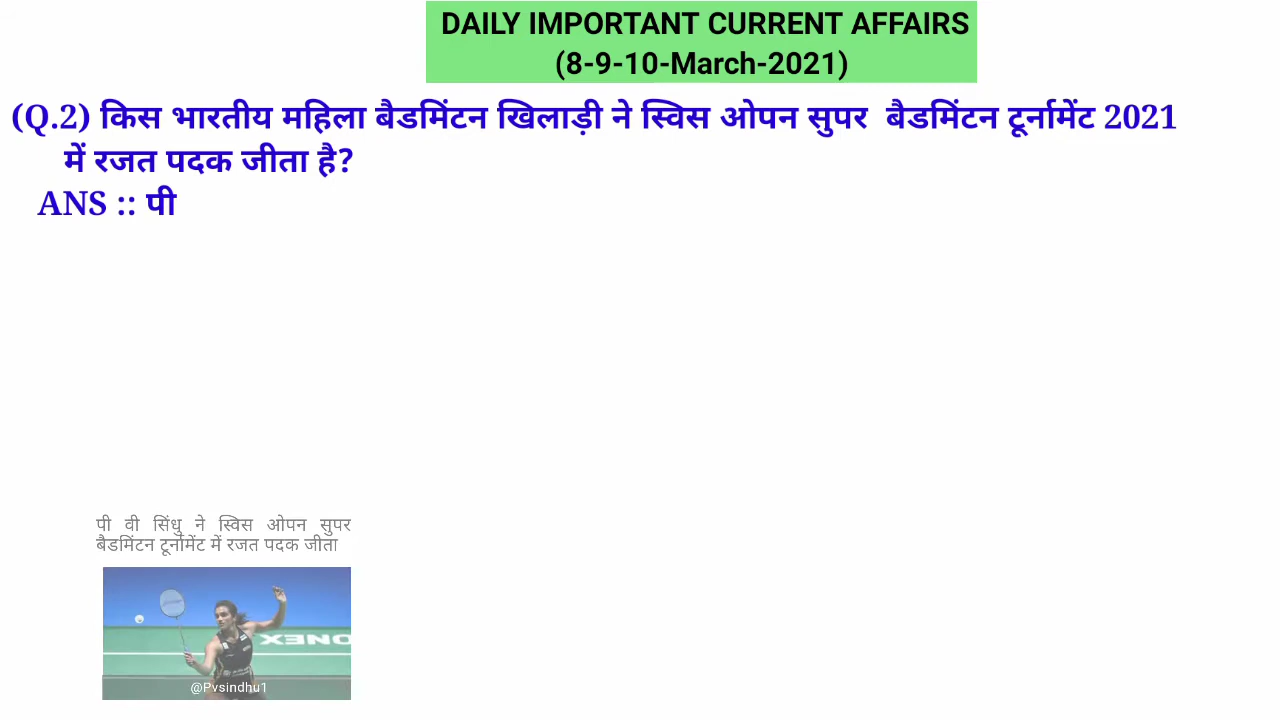 DAILY IMPORTANT CURRENT AFFAIRS
(8-9-10-March-2021)
(Q.2) किस भारतीय महिला बैडमिंटन खिलाड़ी ने स्विस ओपन सुपर बैडमिंटन टूर्नामेंट 2021
में रजत पदक जीता है?
ANS :: पी
पी वी सिंधु ने स्विस ओपन सुपर
बैडमिंटन टूर्नामेंट में रजत पदक जीता
YONEX
@Pvsindhu1